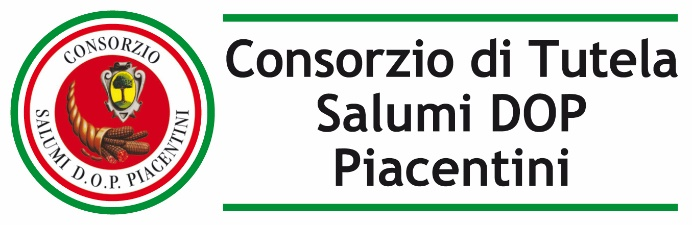 CONSORZIO
SALUMI D.O.P. PIACENTINI
Consorzio di Tutela
Salumi DOP
Piacentini